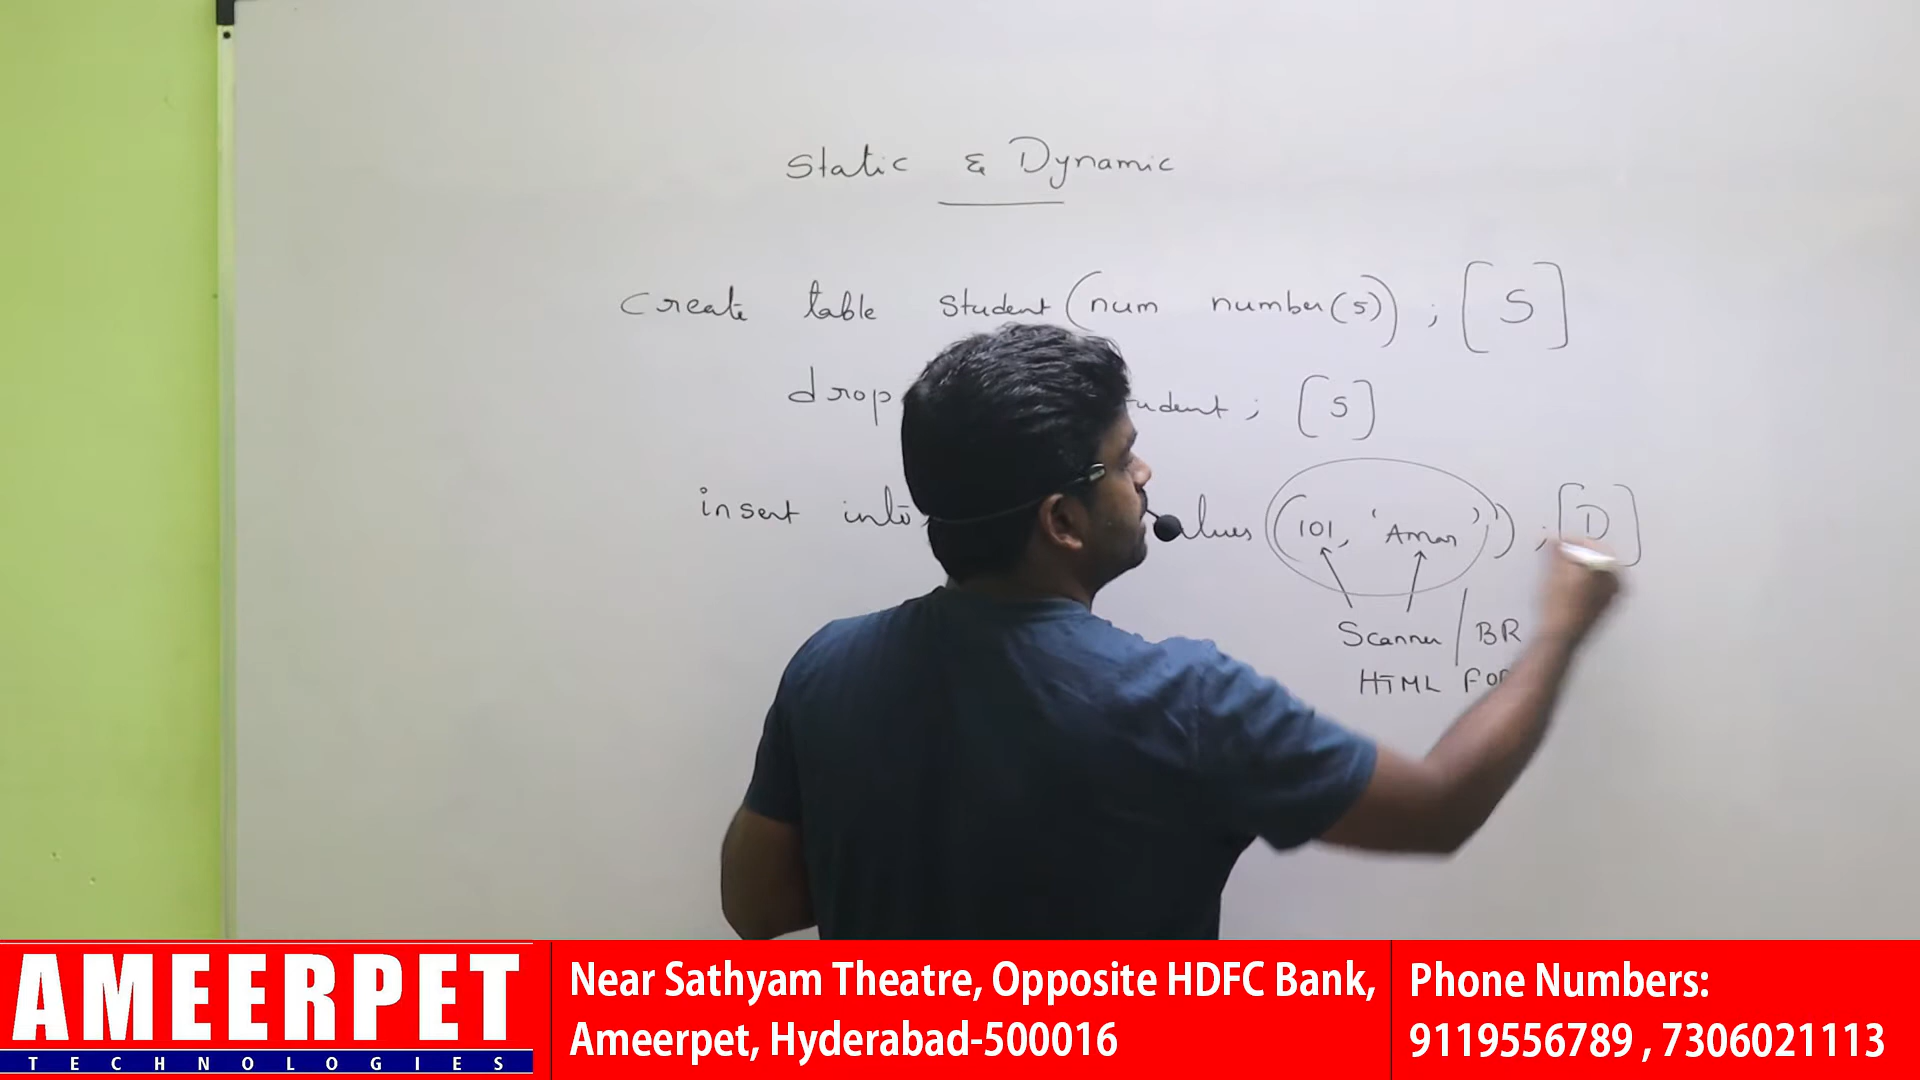 Static & Dynamic
Create table student (num number(5)) ; [S]
drop student ; [S]
insert into values (101, 'Amar') ; [D]
Scanner / BR
HTML FOR
AMEERPET
TECHNOLOGIES
Near Sathyam Theatre, Opposite HDFC Bank,
Ameerpet, Hyderabad-500016
Phone Numbers:
9119556789 , 7306021113